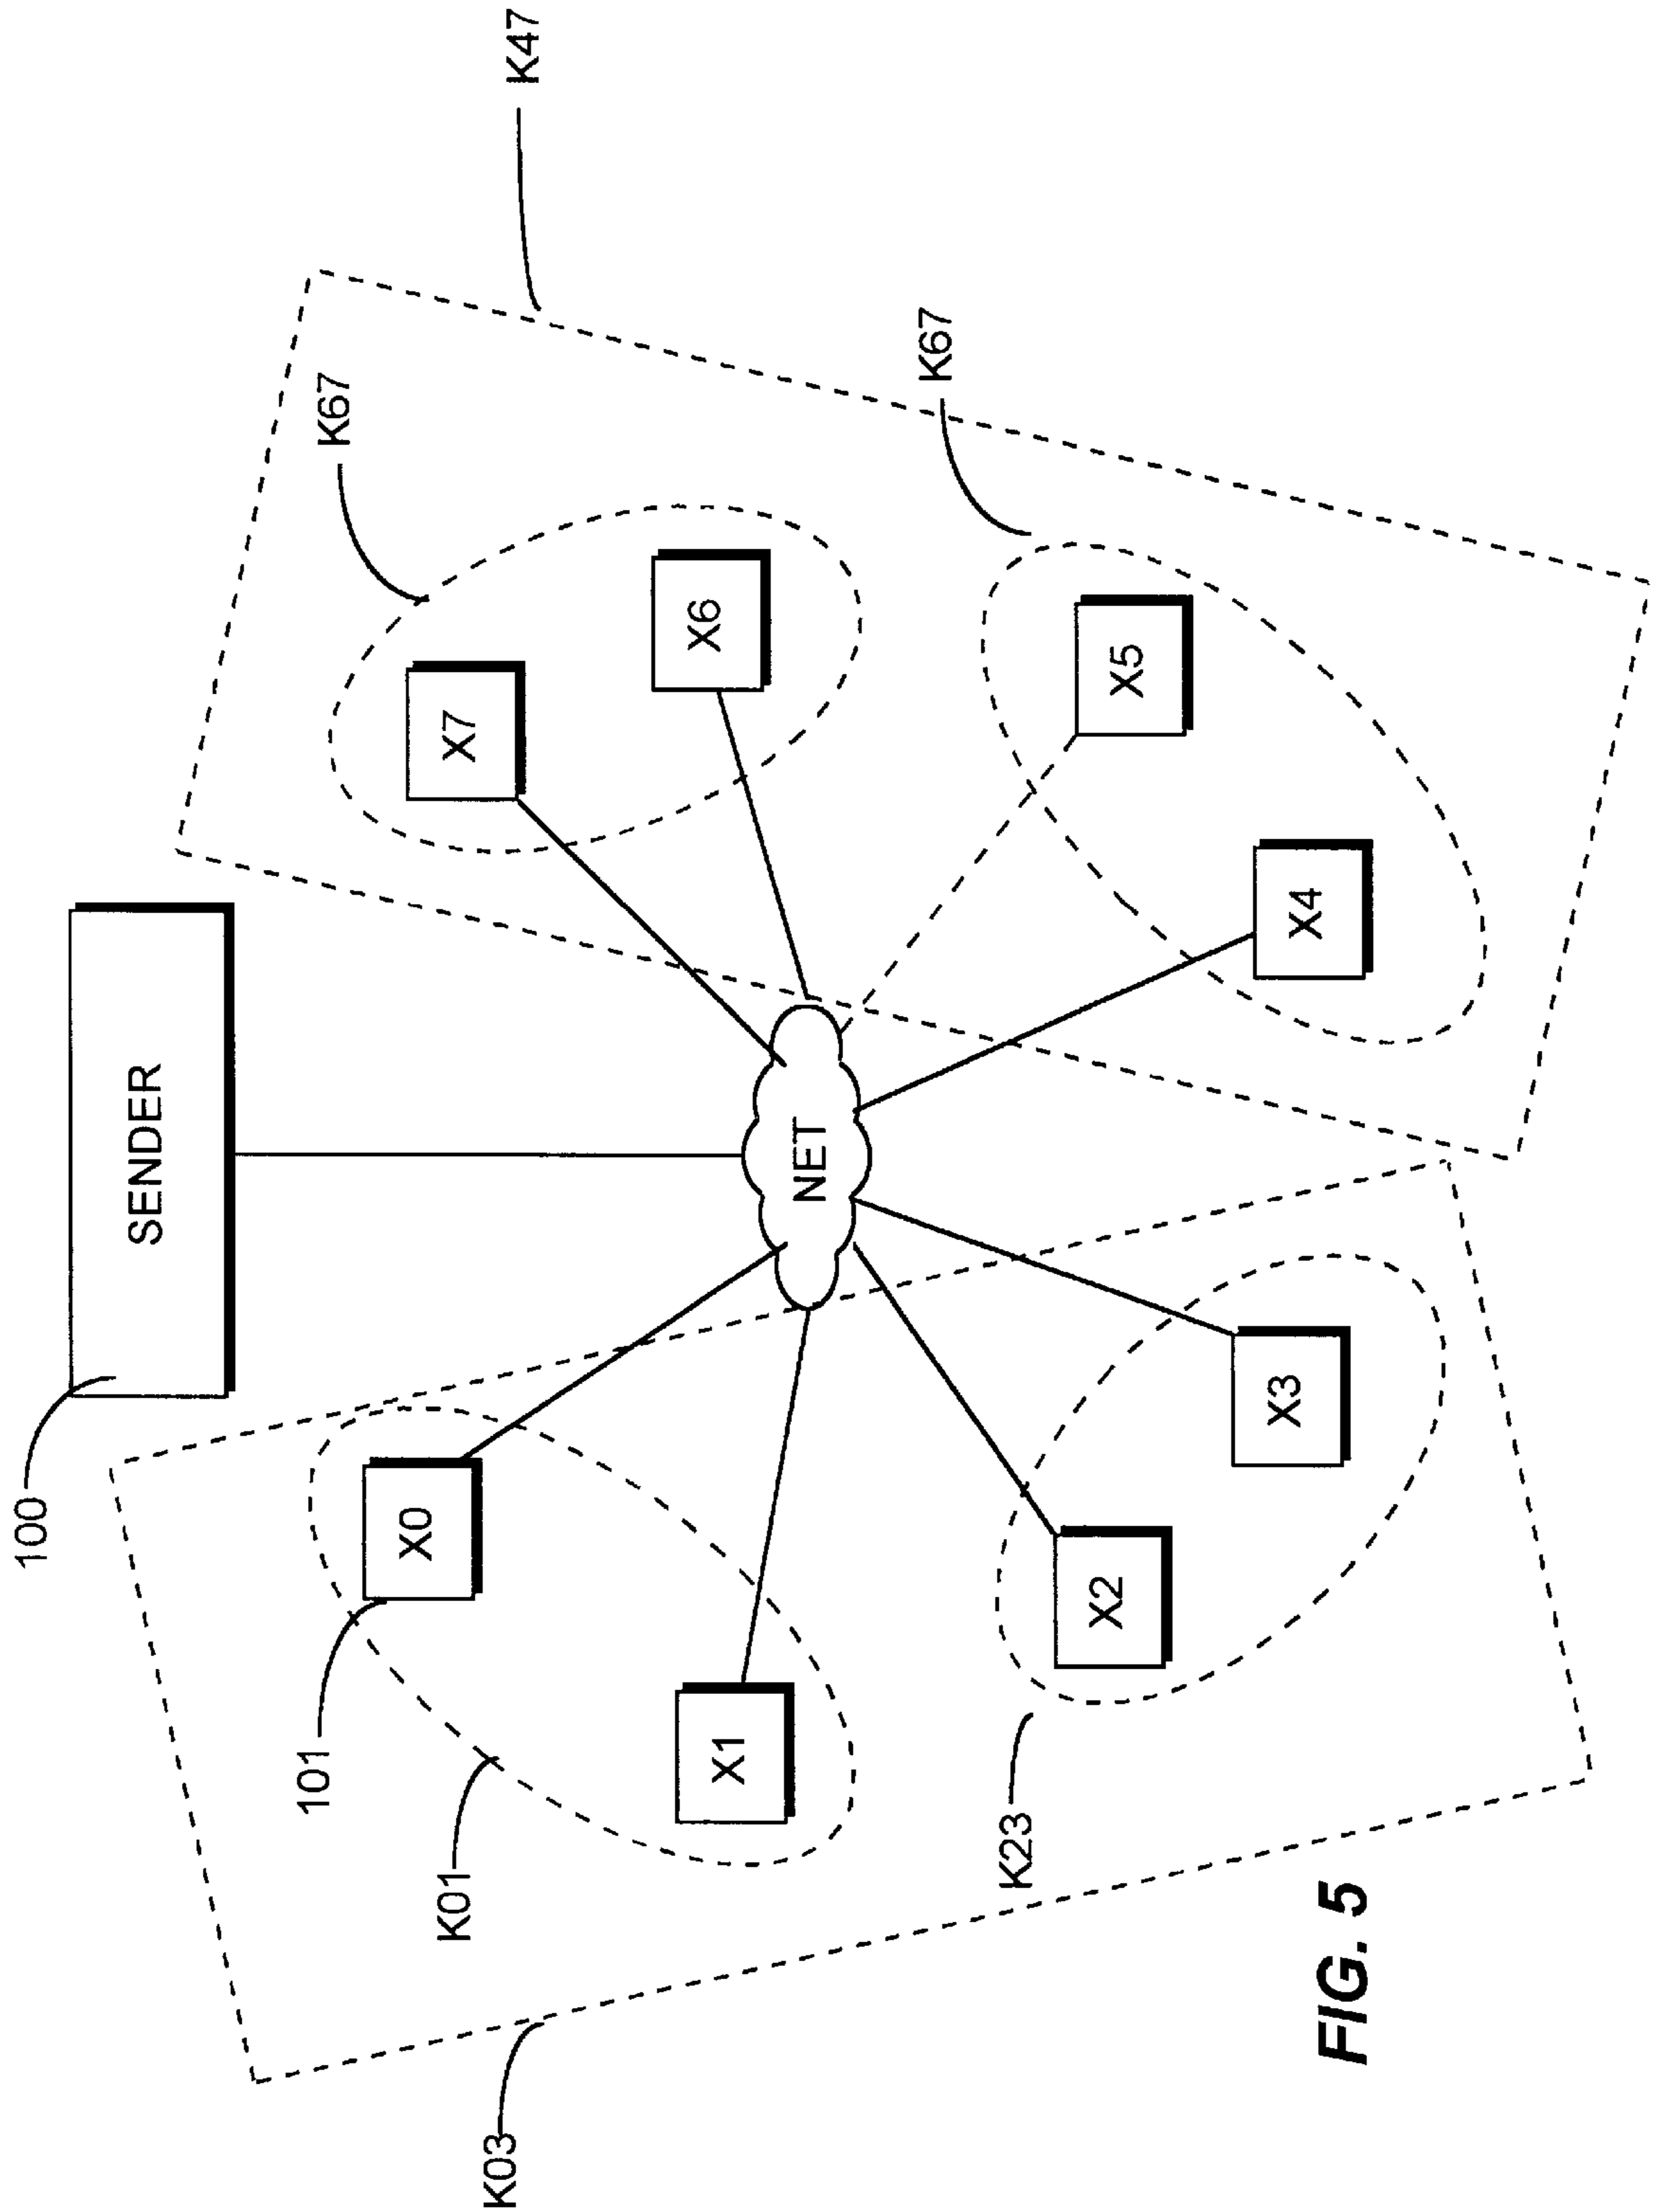 100
SENDER
K03
K01
101
X0
X1
K23
X2
X3
NET
X7
X6
K67
K47
X4
X5
K67
FIG. 5